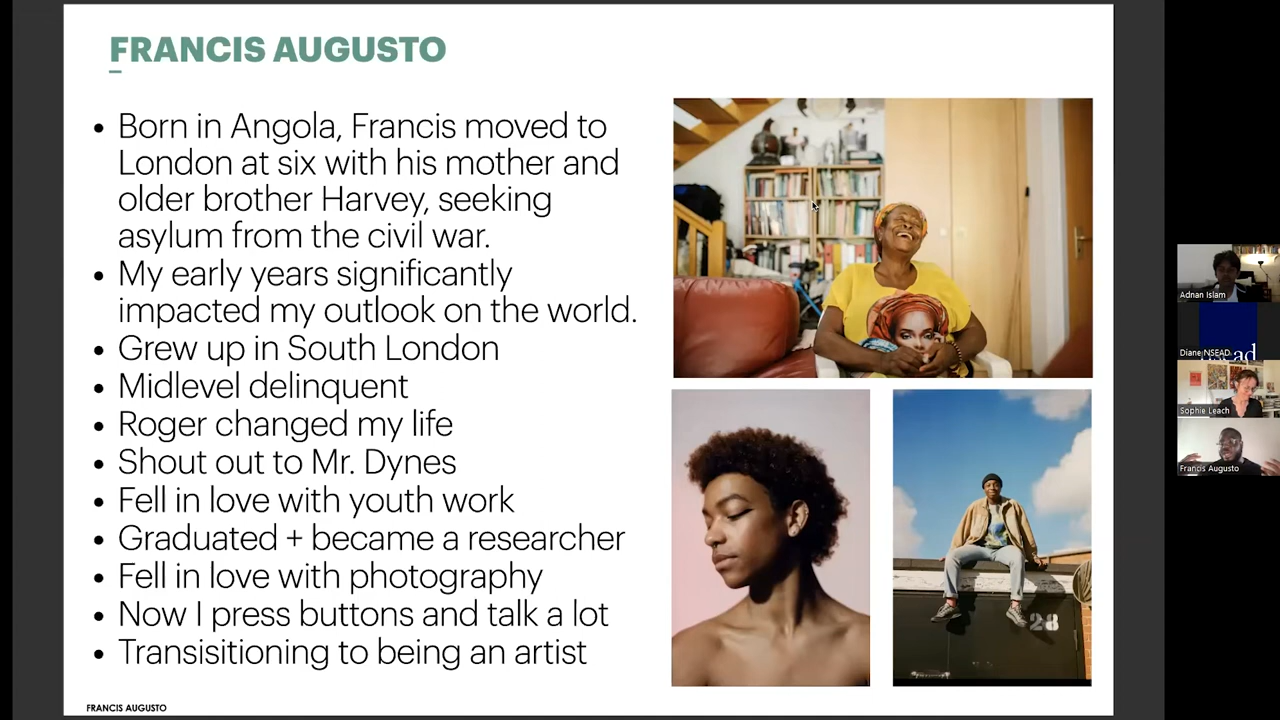 FRANCIS AUGUSTO
• Born in Angola, Francis moved to
London at six with his mother and
older brother Harvey, seeking
asylum from the civil war.
• My early years significantly
impacted my outlook on the world.
• Grew up in South London
• Midlevel delinquent
• Roger changed my life
• Shout out to Mr. Dynes
• Fell in love with youth work
• Graduated + became a researcher
• Fell in love with photography
• Now I press buttons and talk a lot
• Transisitioning to being an artist
28
FRANCIS AUGUSTO
Adnan Islam
Diane NSEAD
Sophie Leach
Francis Augusto